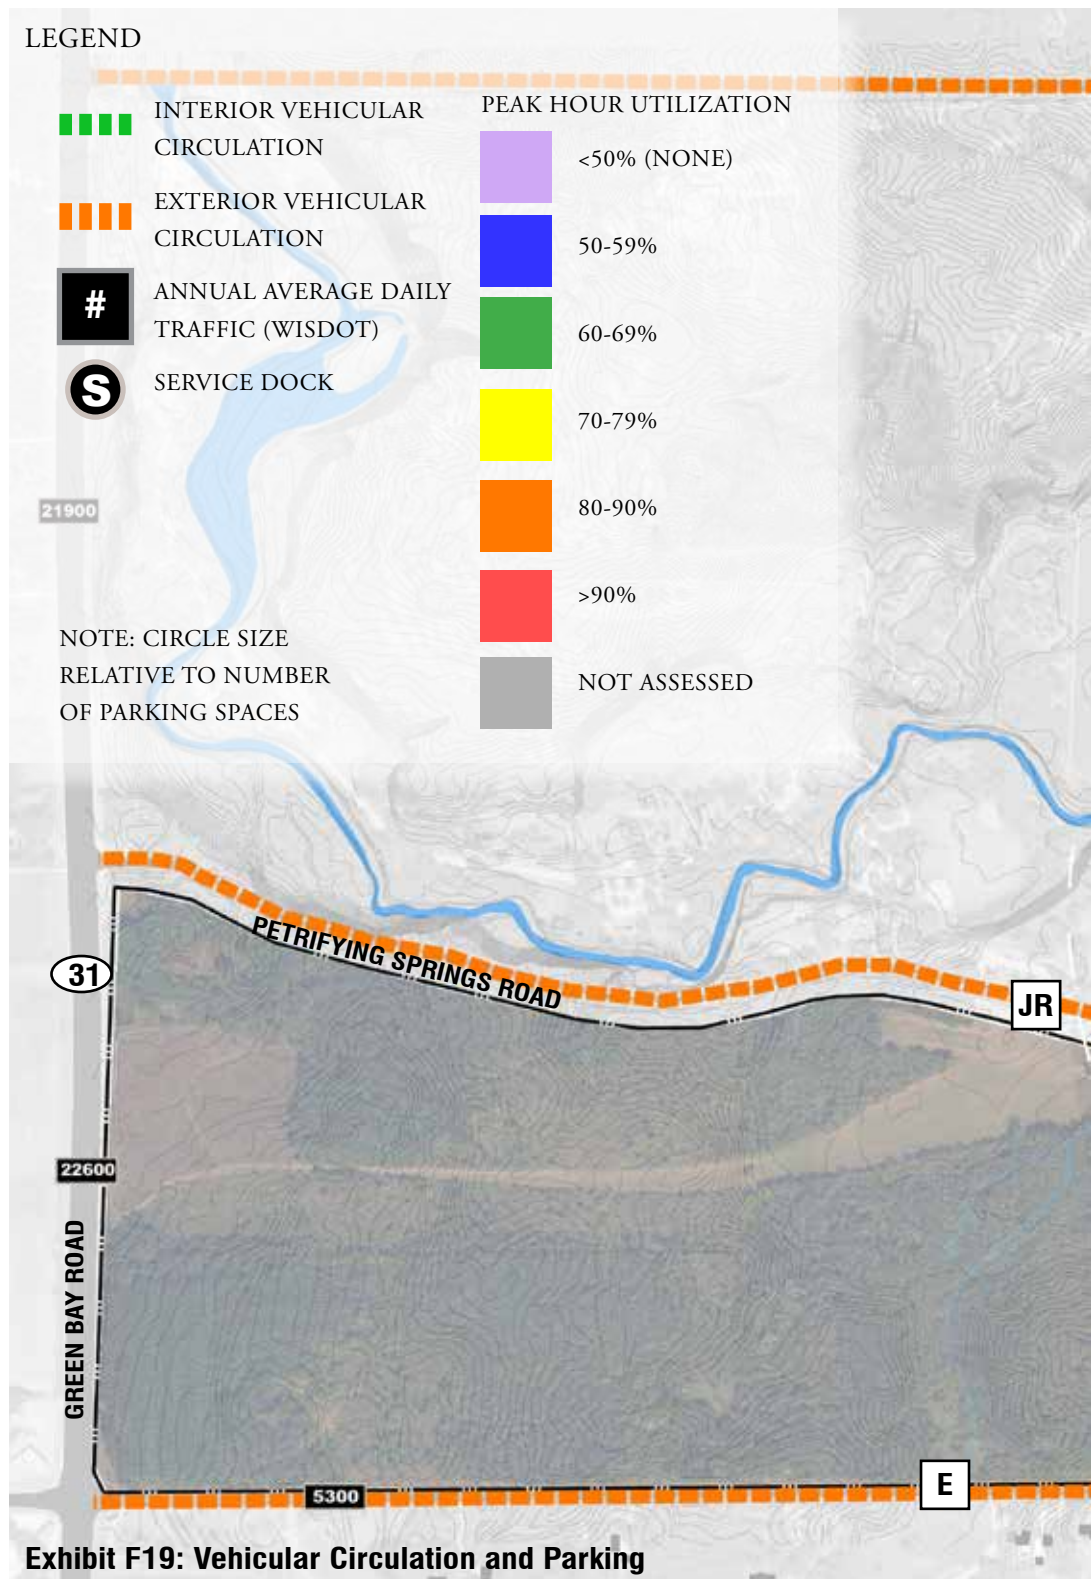 LEGEND
INTERIOR VEHICULAR
CIRCULATION
EXTERIOR VEHICULAR
CIRCULATION
#
ANNUAL AVERAGE DAILY
TRAFFIC (WISDOT)
S
SERVICE DOCK
NOTE: CIRCLE SIZE
RELATIVE TO NUMBER
OF PARKING SPACES
PEAK HOUR UTILIZATION
<50% (NONE)
50-59%
60-69%
70-79%
80-90%
>90%
NOT ASSESSED
21900
PETRIFYING SPRINGS ROAD
31
JR
22600
GREEN BAY ROAD
5300
E
Exhibit F19: Vehicular Circulation and Parking